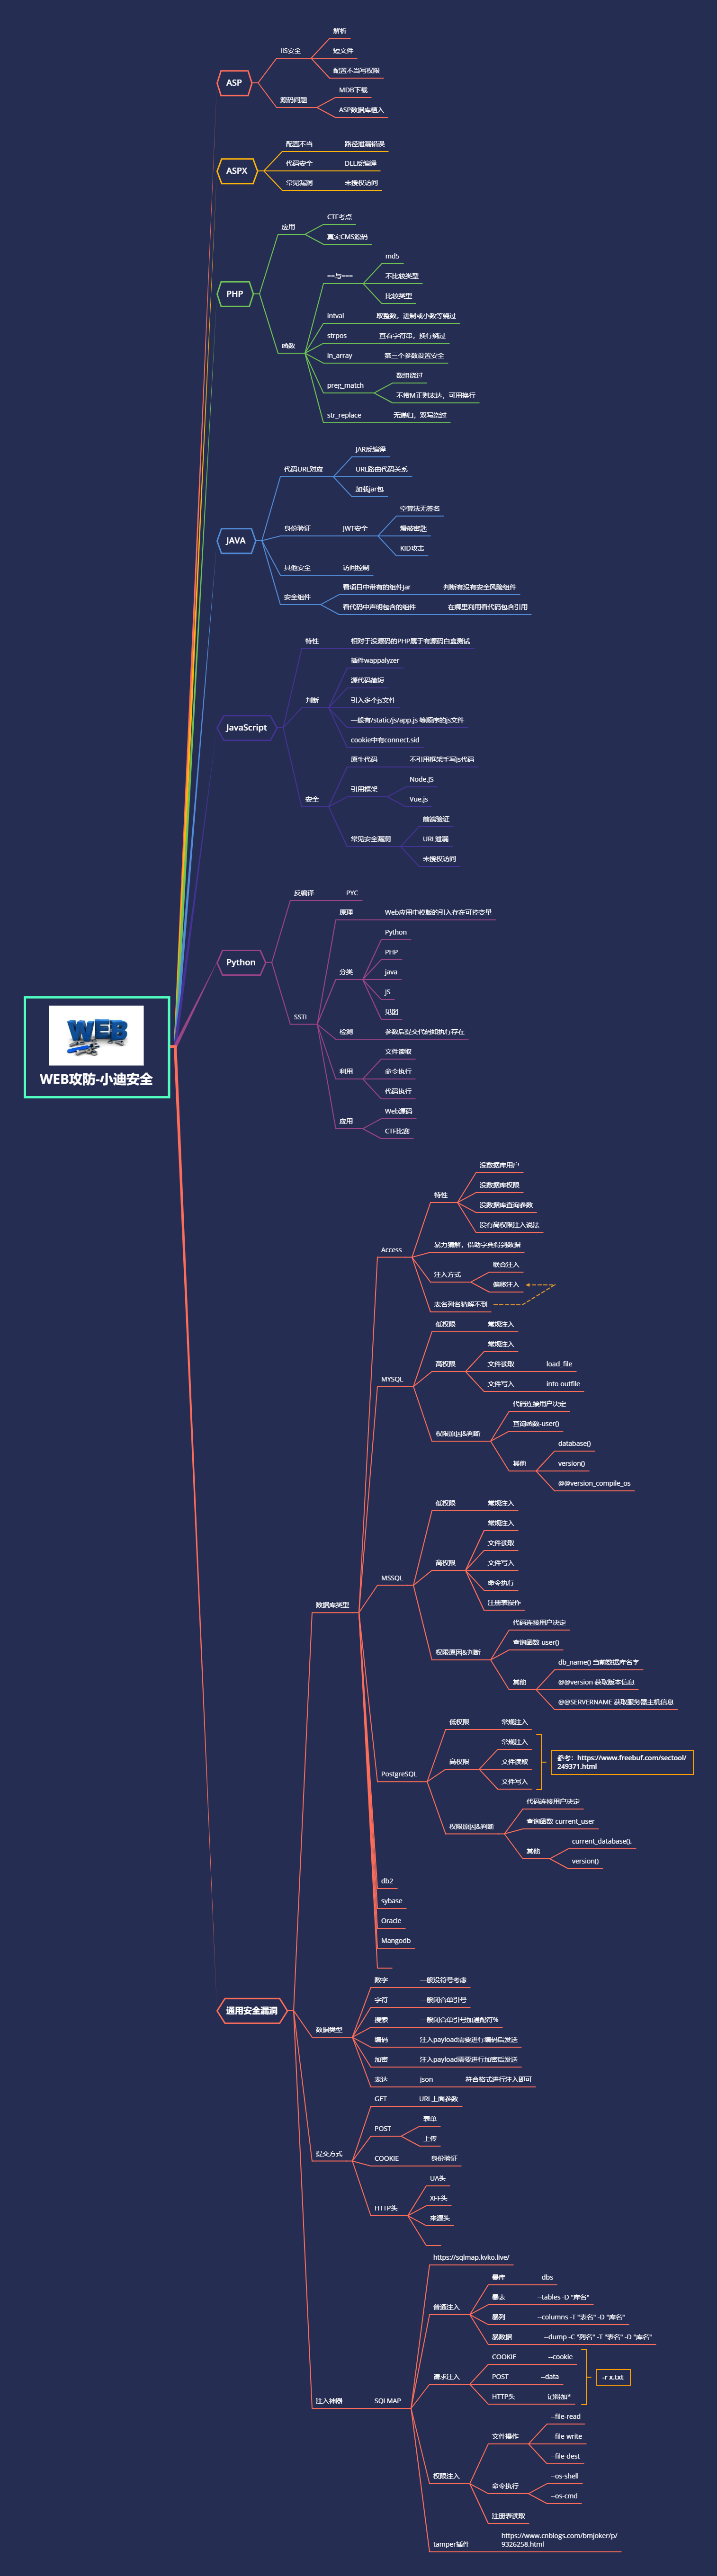 解析
IIS安全
短文件
配置不当写权限
ASP
MDB下载
源码问题
ASP数据库植入
配置不当
路径泄漏错误
ASPX
代码安全
DLL反编译
常见漏洞
未授权访问
CTF考点
应用
真实CMS源码
PHP
md5
==与===
不比较类型
比较类型
intval
取整数，进制或小数等绕过
strpos
查看字符串，换行绕过
函数
in_array
第三个参数设置安全
数组绕过
preg_match
不带M正则表达，可用换行
str_replace
无递归，双写绕过
JAR反编译
代码URL对应
URL路由代码关系
加载jar包
空算法无签名
身份验证
JWT安全
爆破密匙
KID攻击
JAVA
其他安全
访问控制
看项目中带有的组件jar
判断有没有安全风险组件
安全组件
看代码中声明包含的组件
在哪里利用看代码包含引用
特性
相对于没源码的PHP属于有源码白盒测试
插件wappalyzer
源代码简短
判断
引入多个js文件
一般有/static/js/app.js 等顺序的js文件
cookie中有connect.sid
JavaScript
原生代码
不引用框架手写js代码
Node.JS
引用框架
Vue.js
安全
前端验证
常见安全漏洞
URL泄漏
未授权访问
反编译
PYC
原理
Web应用中模版的引入存在可控变量
Python
Python
PHP
分类
java
JS
见图
SSTI
检测
参数后提交代码如执行存在
文件读取
利用
命令执行
代码执行
Web源码
应用
CTF比赛
WEB
WEB攻防-小迪安全
没数据库用户
没数据库权限
特性
没数据库查询参数
没有高权限注入说法
Access
暴力猜解，借助字典得到数据
联合注入
注入方式
偏移注入
表名列名猜解不到
低权限
常规注入
常规注入
高权限
文件读取
load_file
文件写入
into outfile
MYSQL
代码连接用户决定
查询函数-user()
权限原因&判断
database()
其他
version()
@@version_compile_os
低权限
常规注入
常规注入
文件读取
高权限
文件写入
命令执行
注册表操作
MSSQL
代码连接用户决定
查询函数-user()
权限原因&判断
db_name() 当前数据库名字
其他
@@version 获取版本信息
@@SERVERNAME 获取服务器主机信息
数据库类型
低权限
常规注入
常规注入
高权限
文件读取
文件写入
参考：https://www.freebuf.com/sectool/
249371.html
PostgreSQL
代码连接用户决定
查询函数-current_user
权限原因&判断
current_database(),
其他
version()
db2
sybase
Oracle
Mangodb
通用安全漏洞
数字
一般没符号考虑
字符
一般闭合单引号
搜索
一般闭合单引号加通配符%
数据类型
编码
注入payload需要进行编码后发送
加密
注入payload需要进行加密后发送
表达
json
符合格式进行注入即可
GET
URL上面参数
表单
POST
上传
提交方式
COOKIE
身份验证
UA头
XFF头
HTTP头
来源头
https://sqlmap.kvko.live/
暴库
--dbs
暴表
--tables -D "库名"
普通注入
暴列
--columns -T "表名" -D "库名"
暴数据
--dump -C "列名" -T "表名" -D "库名"
COOKIE
--cookie
请求注入
POST
--data
-r x.txt
HTTP头
记得加*
注入神器
SQLMAP
--file-read
文件操作
--file-write
--file-dest
权限注入
--os-shell
命令执行
--os-cmd
注册表读取
tamper插件
https://www.cnblogs.com/bmjoker/p/
9326258.html